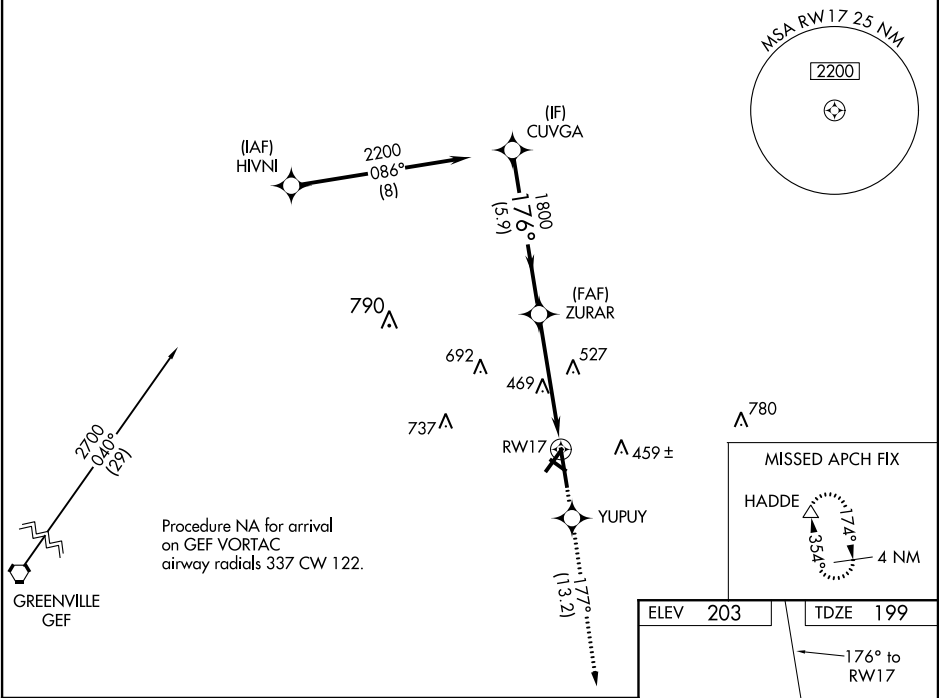 MSA RW17 25 NM
2200
(IAF)
HIVNI
2200
086°
(8)
(IF)
CUVGA
1800
176°
(5.9)
(FAF)
ZURAR
790
692
527
469
737
780
RW17
459 ±
YUPUY
2700
040°
(29)
Procedure NA for arrival
on GEF VORTAC
airway radials 337 CW 122.
GREENVILLE
GEF
177°
(13.2)
MISSED APCH FIX
HADDE
174°
354°
4 NM
ELEV 203
TDZE 199
176° to
RW17